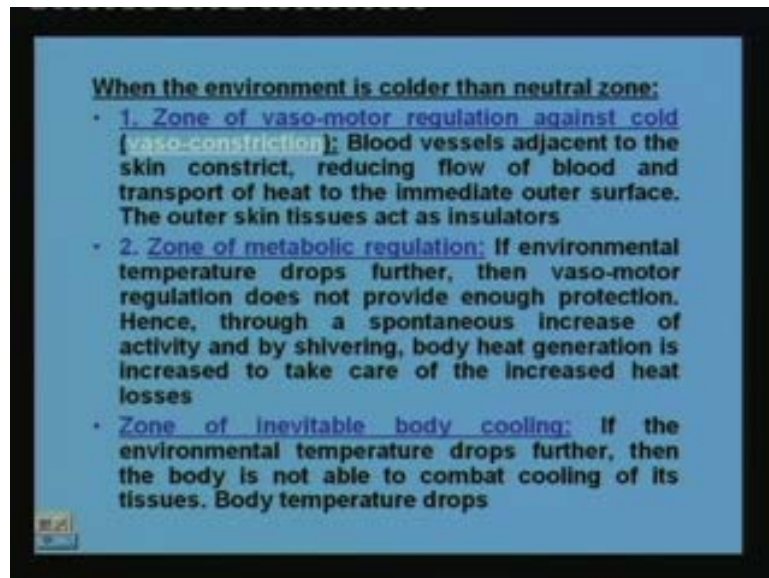 When the environment is colder than neutral zone:
• 1. Zone of vaso-motor regulation against cold
(vaso-constriction): Blood vessels adjacent to the
skin constrict, reducing flow of blood and
transport of heat to the immediate outer surface.
The outer skin tissues act as insulators
• 2. Zone of metabolic regulation: If environmental
temperature drops further, then vaso-motor
regulation does not provide enough protection.
Hence, through a spontaneous increase of
activity and by shivering, body heat generation is
increased to take care of the increased heat
losses
• Zone of inevitable body cooling: If the
environmental temperature drops further, then
the body is not able to combat cooling of its
tissues. Body temperature drops